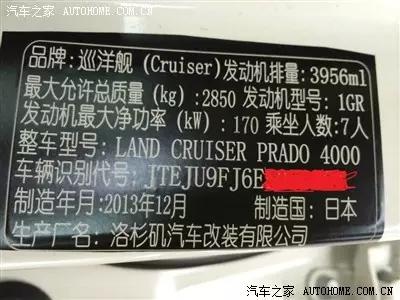 汽车之家 AUTOHOME.COM.CN
品牌：巡洋舰 (Cruiser)发动机排量：3956ml
最大允许总质量 (kg)：2850 发动机型号：1GR
发动机最大净功率 (kW)：170 乘坐人数：7人
整车型号：LAND CRUISER PRADO 4000
车辆识别代号：JTEJU9FJ6E
制造年月：2013年12月 制造国：日本
生产厂名：洛杉矶汽车改装有限公司
汽车之家 AUTOHOME.COM.CN